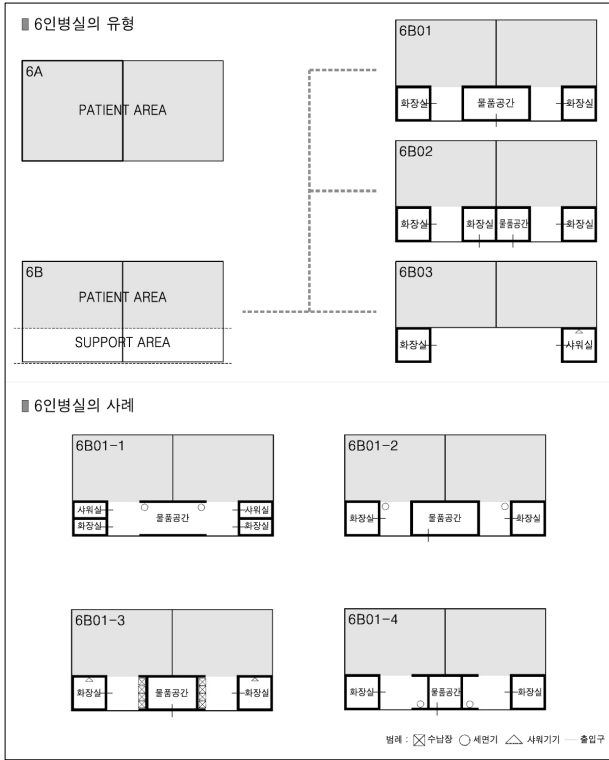 6인병실의 유형
6A
PATIENT AREA
6B
PATIENT AREA
SUPPORT AREA
6B01
화장실 물품공간 화장실
6B02
화장실 화장실 물품공간 화장실
6B03
화장실 샤워실
6인병실의 사례
6B01-1
샤워실 샤워실
물품공간
화장실 화장실
6B01-2
화장실 물품공간 화장실
6B01-3
화장실 물품공간 화장실
6B01-4
화장실 물품공간 화장실
범례 : 수납장 세면기 샤워기기 출입구